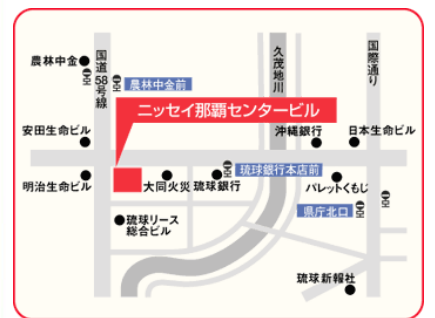 農林中金
国道58号線
農林中金前
久茂地川
国際通り
ニッセイ那覇センタービル
安田生命ビル
沖縄銀行
日本生命ビル
明治生命ビル
大同火災
琉球銀行
琉球銀行本店前
パレットくもじ
県庁北口
琉球リース
総合ビル
琉球新報社